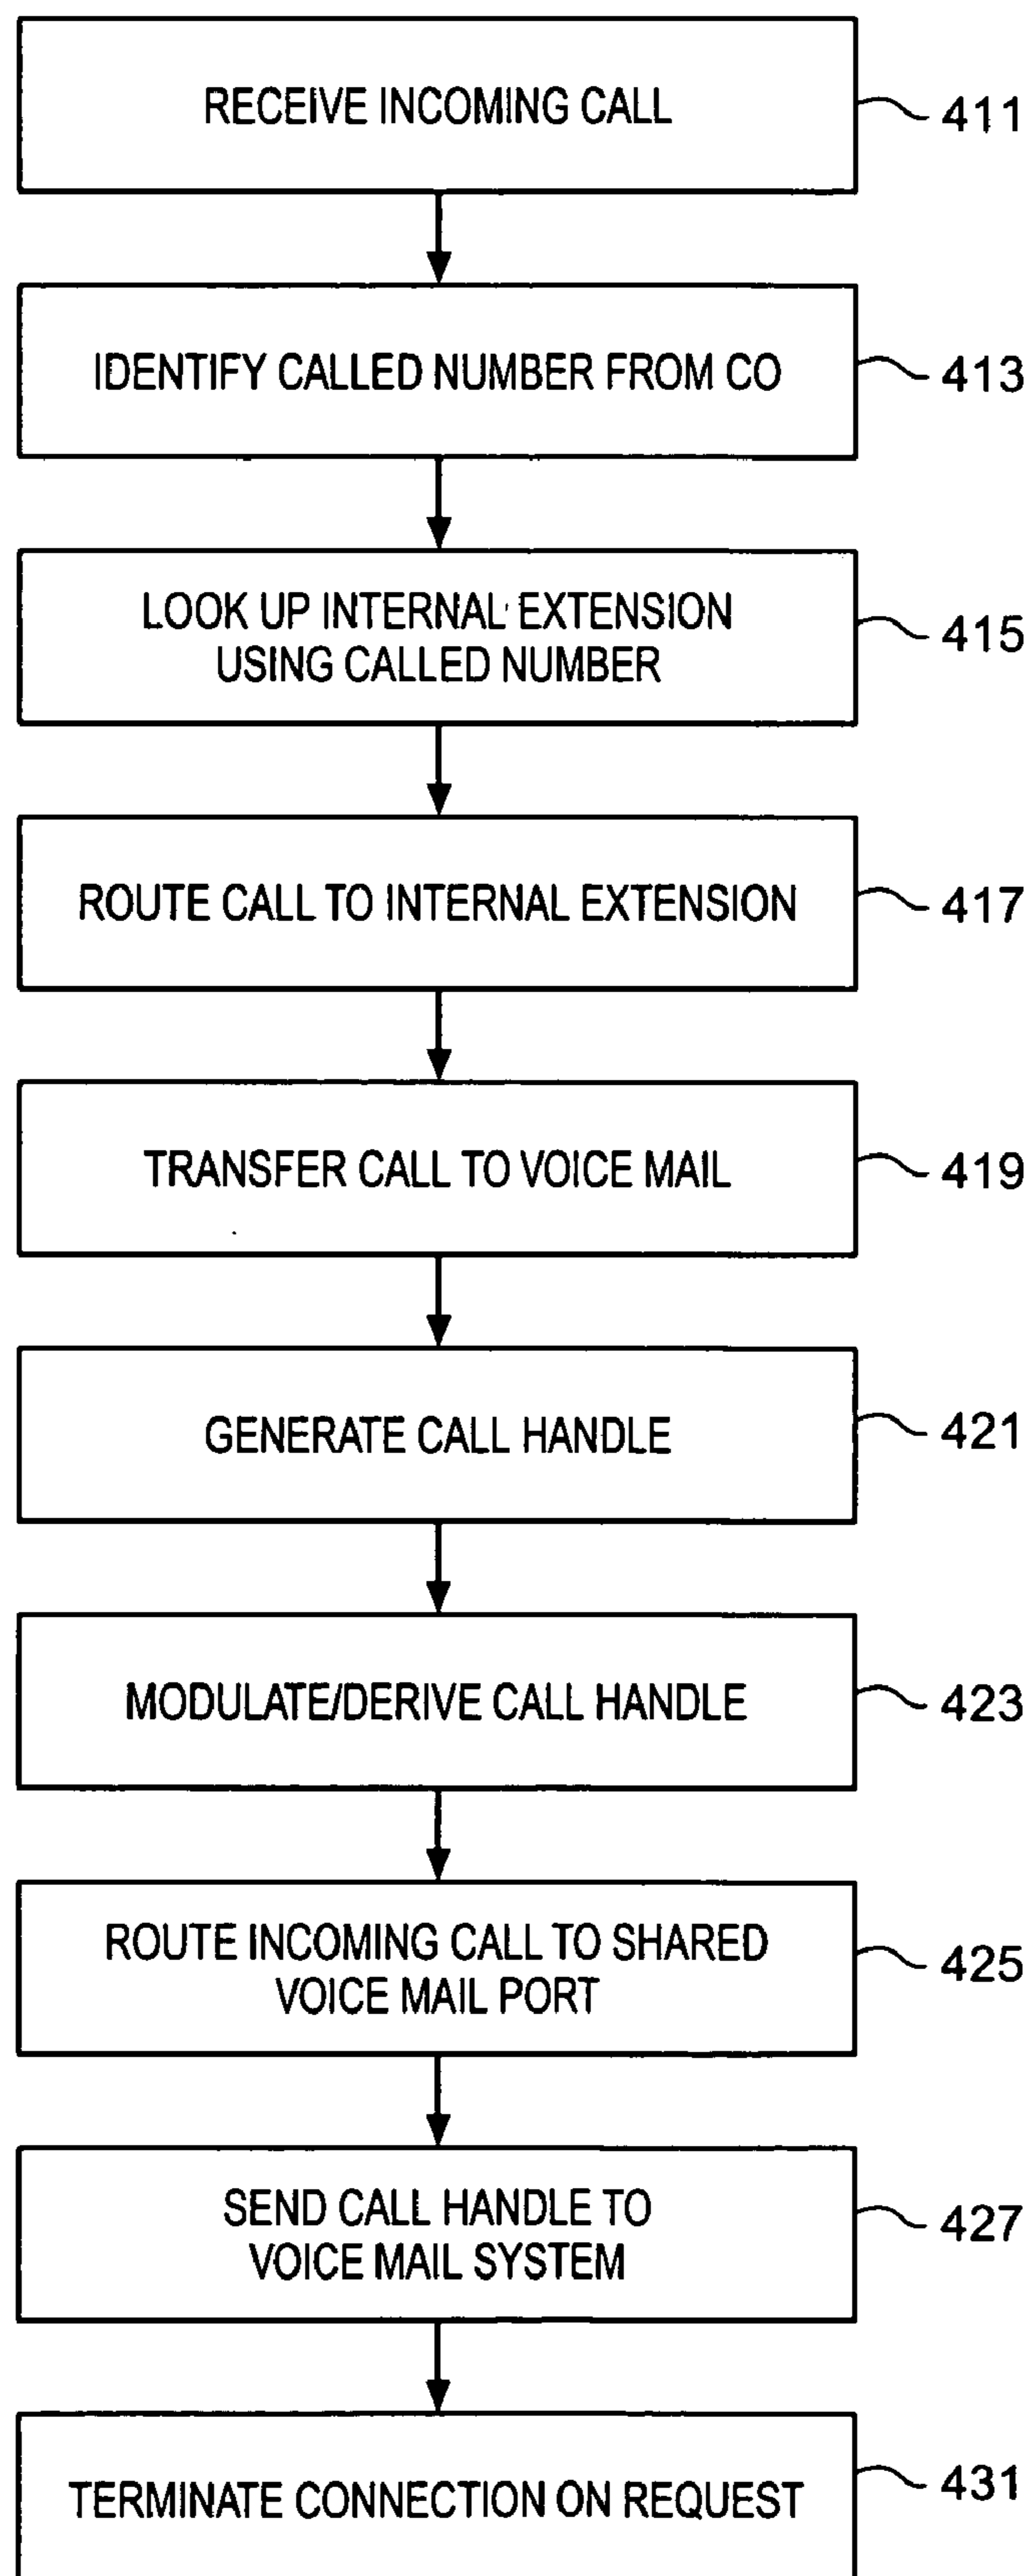 RECEIVE INCOMING CALL
411
IDENTIFY CALLED NUMBER FROM CO
413
LOOK UP INTERNAL EXTENSION
USING CALLED NUMBER
415
ROUTE CALL TO INTERNAL EXTENSION
417
TRANSFER CALL TO VOICE MAIL
419
GENERATE CALL HANDLE
421
MODULATE/DERIVE CALL HANDLE
423
ROUTE INCOMING CALL TO SHARED
VOICE MAIL PORT
425
SEND CALL HANDLE TO
VOICE MAIL SYSTEM
427
TERMINATE CONNECTION ON REQUEST
431